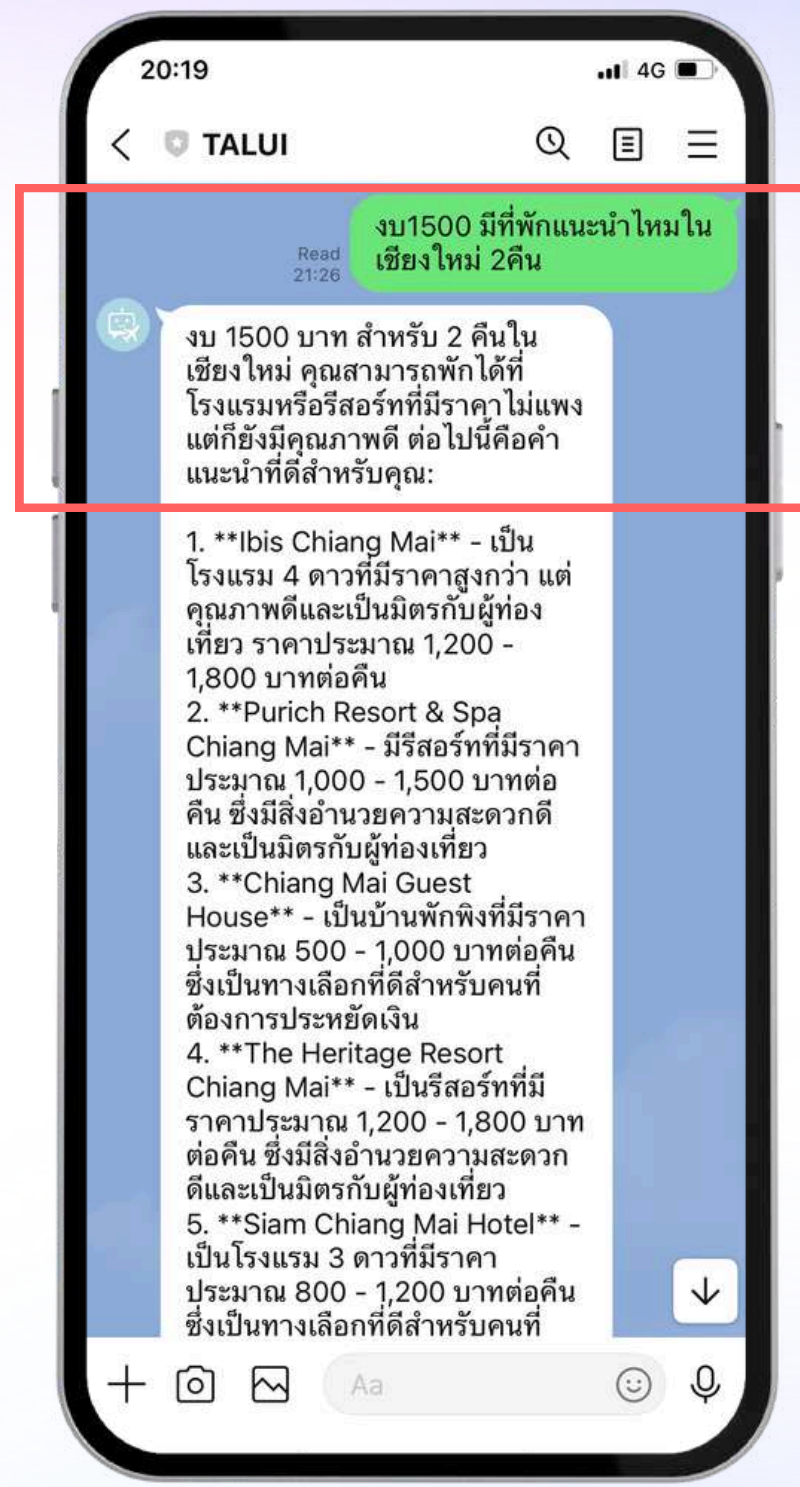 20:19
4G
TALUI
งบ1500 มีที่พักแนะนำไหมใน
เชียงใหม่ 2คืน
Read
21:26
งบ 1500 บาท สำหรับ 2 คืนใน
เชียงใหม่ คุณสามารถพักได้ที่
โรงแรมหรือรีสอร์ทที่มีราคาไม่แพง
แต่ก็ยังมีคุณภาพดี ต่อไปนี้คือคำ
แนะนำที่ดีสำหรับคุณ:
1. **Ibis Chiang Mai** - เป็น
โรงแรม 4 ดาวที่มีราคาสูงกว่า แต่
คุณภาพดีและเป็นมิตรกับผู้ท่อง
เที่ยว ราคาประมาณ 1,200 -
1,800 บาทต่อคืน
2. **Purich Resort & Spa
Chiang Mai** - มีรีสอร์ทที่มีราคา
ประมาณ 1,000 - 1,500 บาทต่อ
คืน ซึ่งมีสิ่งอำนวยความสะดวกดี
และเป็นมิตรกับผู้ท่องเที่ยว
3. **Chiang Mai Guest
House** - เป็นบ้านพักพิงที่มีราคา
ประมาณ 500 - 1,000 บาทต่อคืน
ซึ่งเป็นทางเลือกที่ดีสำหรับคนที่
ต้องการประหยัดเงิน
4. **The Heritage Resort
Chiang Mai** - เป็นรีสอร์ทที่มี
ราคาประมาณ 1,200 - 1,800 บาท
ต่อคืน ซึ่งมีสิ่งอำนวยความสะดวก
ดีและเป็นมิตรกับผู้ท่องเที่ยว
5. **Siam Chiang Mai Hotel** -
เป็นโรงแรม 3 ดาวที่มีราคา
ประมาณ 800 - 1,200 บาทต่อคืน
ซึ่งเป็นทางเลือกที่ดีสำหรับคนที่
Aa